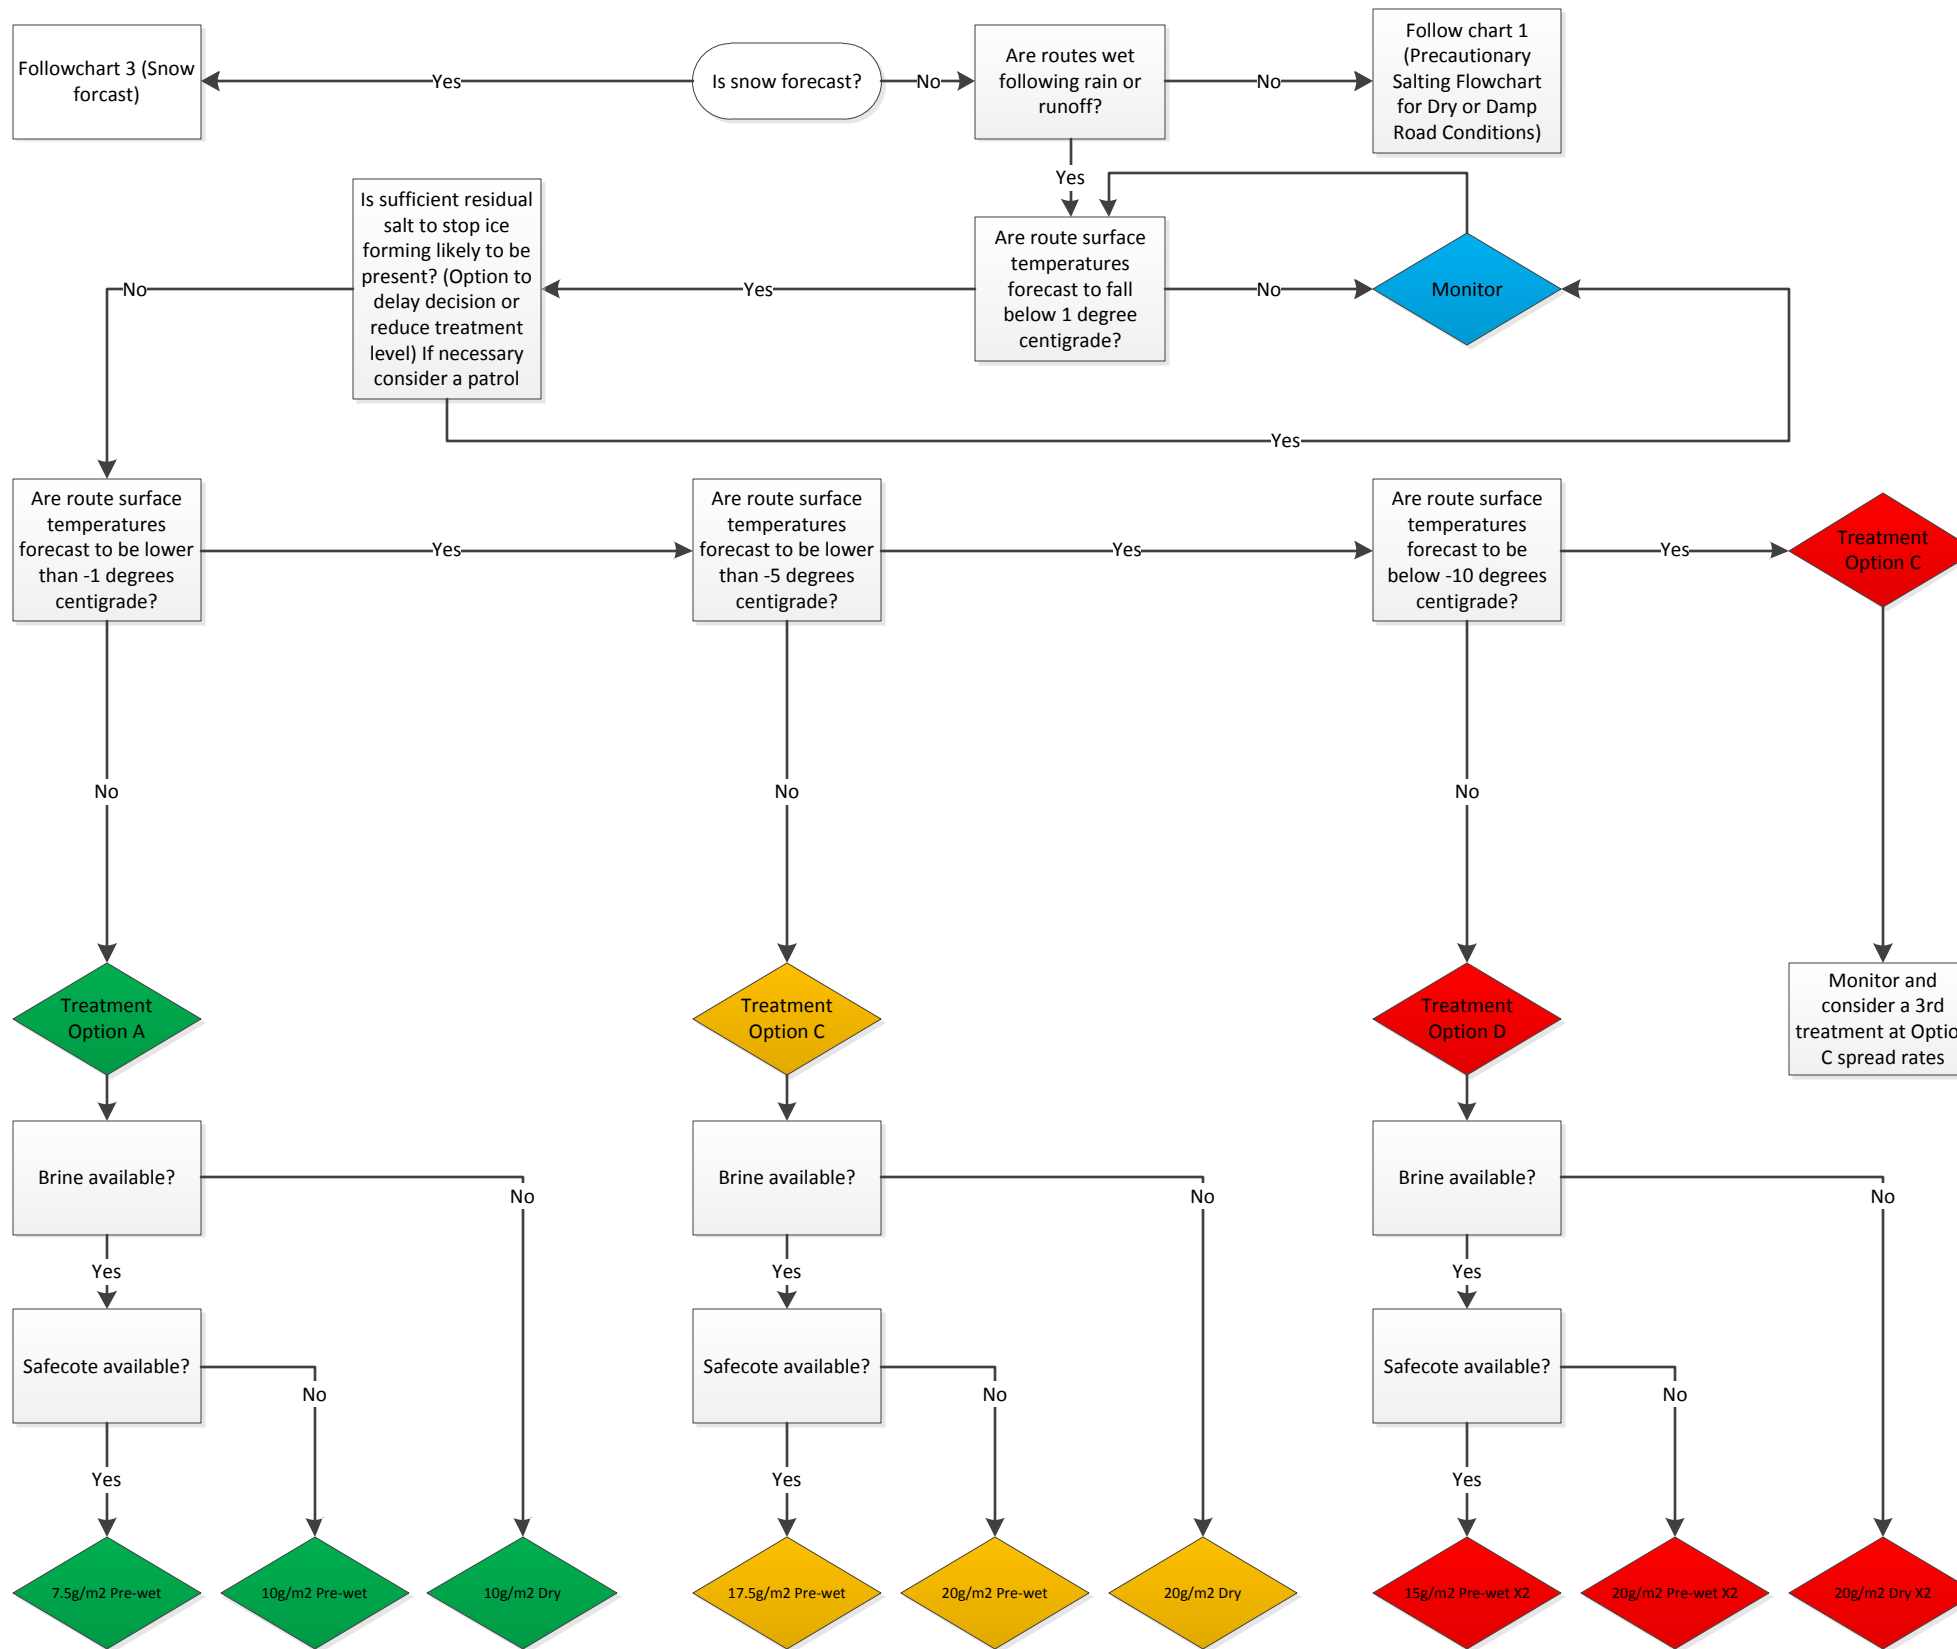 Followchart 3 (Snow
forcast)
Yes
Is snow forecast?
No
Are routes wet
following rain or
runoff?
No
Follow chart 1
(Precautionary
Salting Flowchart
for Dry or Damp
Road Conditions)
Yes
Is sufficient residual
salt to stop ice
forming likely to be
present? (Option to
delay decision or
reduce treatment
level) If necessary
consider a patrol
No
Yes
Are route surface
temperatures
forecast to fall
below 1 degree
centigrade?
No
Monitor
Yes
Are route surface
temperatures
forecast to be lower
than -1 degrees
centigrade?
Yes
Are route surface
temperatures
forecast to be lower
than -5 degrees
centigrade?
Yes
Are route surface
temperatures
forecast to be
below -10 degrees
centigrade?
Yes
Treatment
Option C
No
No
No
Treatment
Option A
Treatment
Option C
Treatment
Option D
Monitor and
consider a 3rd
treatment at Optio
C spread rates
Brine available?
No
Brine available?
No
Brine available?
No
Yes
Yes
Yes
Safecote available?
No
Safecote available?
No
Safecote available?
No
Yes
Yes
Yes
7.5g/m2 Pre-wet
10g/m2 Pre-wet
10g/m2 Dry
17.5g/m2 Pre-wet
20g/m2 Pre-wet
20g/m2 Dry
15g/m2 Pre-wet X2
20g/m2 Pre-wet X2
20g/m2 Dry X2